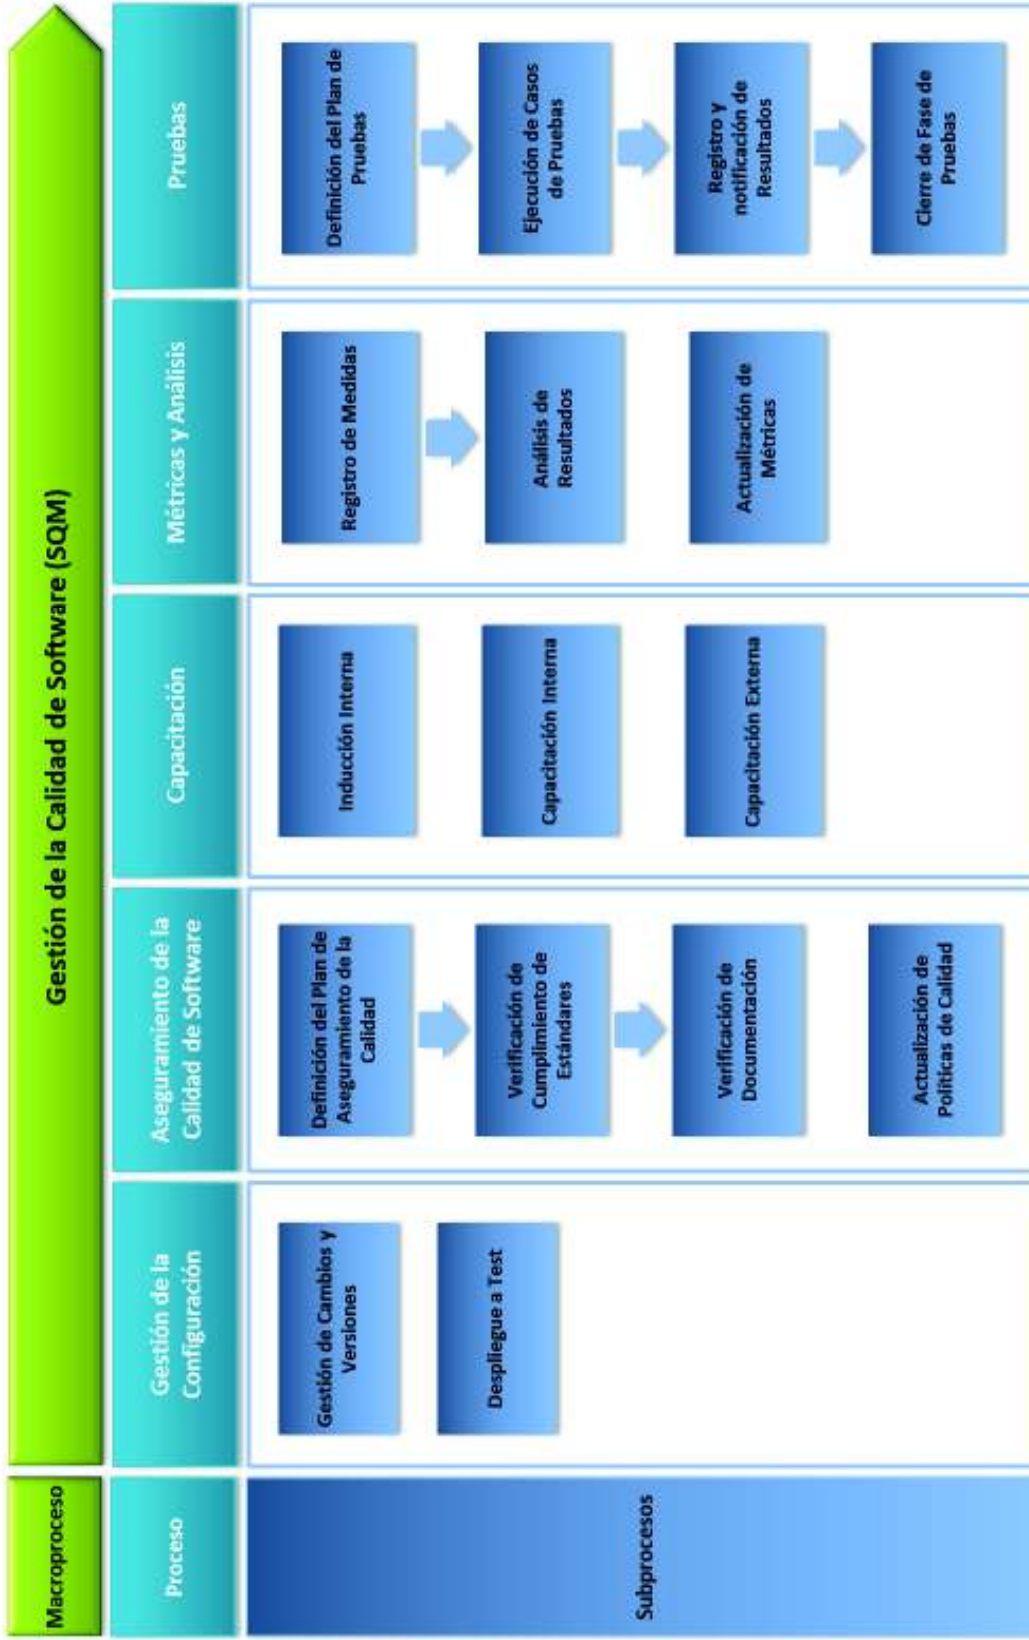 Macroproceso
Gestión de la Calidad de Software (SQM)
Proceso
Gestión de la
Configuración
Aseguramiento de la
Calidad de Software
Capacitación
Métricas y Análisis
Pruebas
Subprocesos
Gestión de Cambios y
Versiones
Despliegue a Test
Definición del Plan de
Aseguramiento de la
Calidad
Verificación de
Cumplimiento de
Estándares
Verificación de
Documentación
Actualización de
Políticas de Calidad
Inducción Interna
Capacitación Interna
Capacitación Externa
Registro de Medidas
Análisis de
Resultados
Actualización de
Métricas
Definición del Plan de
Pruebas
Ejecución de Casos
de Pruebas
Registro y
notificación de
Resultados
Cierre de Fase de
Pruebas